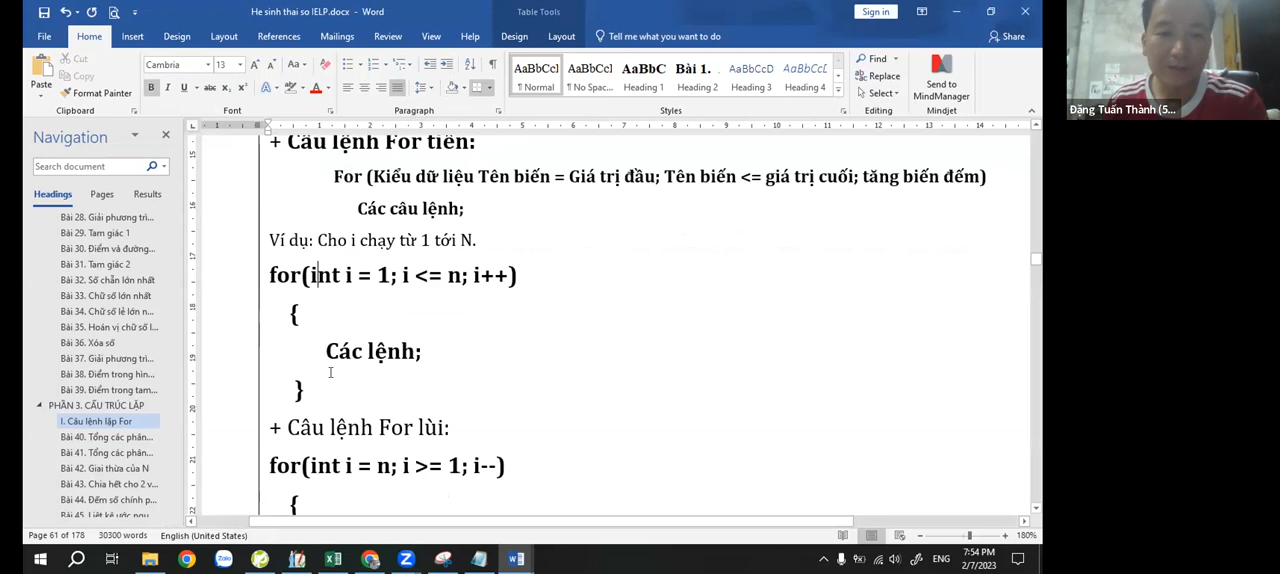 He sinh thai so IELP.docx - Word
Table Tools
Sign in
File Home Insert Design Layout References Mailings Review View Help Design Layout Tell me what you want to do Share
Cut
Copy
Format Painter
Paste
Clipboard
Cambria 13
Font
Paragraph
AaBbCcI AaBbCcI AaBbC Bài 1. AaBbCcD AaBbCcL
¶ Normal ¶ No Spac... Heading 1 Heading 2 Heading 3 Heading 4
Styles
Find
Replace
Select
Editing
Send to
MindManager
Mindjet
Đặng Tuấn Thành (5...
Navigation
Search document
Headings Pages Results
Bài 28. Giải phương trì...
Bài 29. Tam giác 1
Bài 30. Điểm và đường...
Bài 31. Tam giác 2
Bài 32. Số chẵn lớn nhất
Bài 33. Chữ số lớn nhất
Bài 34. Chữ số lẻ lớn n...
Bài 35. Hoán vị chữ số l...
Bài 36. Xóa số
Bài 37. Giải phương trì...
Bài 38. Điểm trong hìn...
Bài 39. Điểm trong tam...
PHẦN 3. CẤU TRÚC LẶP
I. Câu lệnh lặp For
Bài 40. Tổng các phân...
Bài 41. Tổng các phân...
Bài 42. Giai thừa của N
Bài 43. Chia hết cho 2 v...
Bài 44. Đếm số chính p...
Bài 45. Liệt kê ước ngu...
+ Câu lệnh For tiến:
For (Kiểu dữ liệu Tên biến = Giá trị đầu; Tên biến <= giá trị cuối; tăng biến đếm)
Các câu lệnh;
Ví dụ: Cho i chạy từ 1 tới N.
for(int i = 1; i <= n; i++)
{
Các lệnh;
}
+ Câu lệnh For lùi:
for(int i = n; i >= 1; i--)
{
Page 61 of 178 30300 words English (United States) 180%
ENG
7:54 PM
2/7/2023